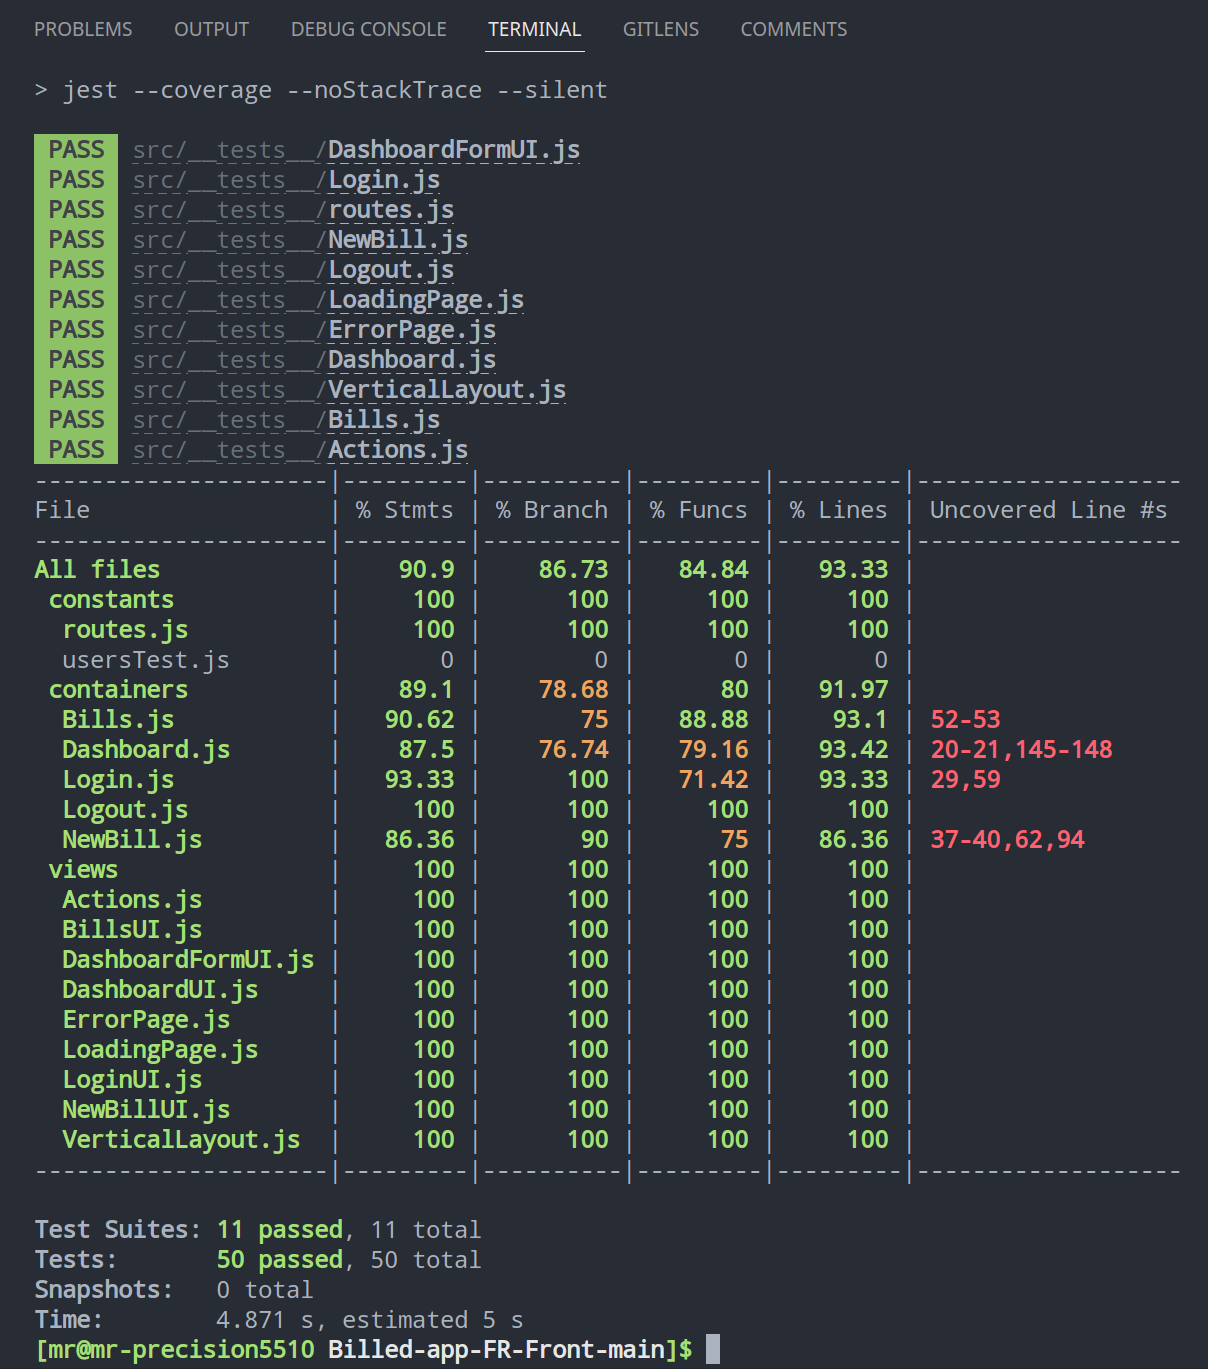 PROBLEMS OUTPUT DEBUG CONSOLE TERMINAL GITLENS COMMENTS
> jest --coverage --noStackTrace --silent
PASS src/__tests__/DashboardFormUI.js
PASS src/__tests__/Login.js
PASS src/__tests__/routes.js
PASS src/__tests__/NewBill.js
PASS src/__tests__/Logout.js
PASS src/__tests__/LoadingPage.js
PASS src/__tests__/ErrorPage.js
PASS src/__tests__/Dashboard.js
PASS src/__tests__/VerticalLayout.js
PASS src/__tests__/Bills.js
PASS src/__tests__/Actions.js
---------------------|---------|----------|---------|---------|-------------------
File                 | % Stmts | % Branch | % Funcs | % Lines | Uncovered Line #s
---------------------|---------|----------|---------|---------|-------------------
All files            |    90.9 |    86.73 |   84.84 |   93.33 |
 constants           |     100 |      100 |     100 |     100 |
  routes.js          |     100 |      100 |     100 |     100 |
  usersTest.js       |       0 |        0 |       0 |       0 |
 containers          |    89.1 |    78.68 |      80 |   91.97 |
  Bills.js           |   90.62 |       75 |   88.88 |    93.1 | 52-53
  Dashboard.js       |    87.5 |    76.74 |   79.16 |   93.42 | 20-21,145-148
  Login.js           |   93.33 |      100 |   71.42 |   93.33 | 29,59
  Logout.js          |     100 |      100 |     100 |     100 |
  NewBill.js         |   86.36 |       90 |      75 |   86.36 | 37-40,62,94
 views               |     100 |      100 |     100 |     100 |
  Actions.js         |     100 |      100 |     100 |     100 |
  BillsUI.js         |     100 |      100 |     100 |     100 |
  DashboardFormUI.js |     100 |      100 |     100 |     100 |
  DashboardUI.js     |     100 |      100 |     100 |     100 |
  ErrorPage.js       |     100 |      100 |     100 |     100 |
  LoadingPage.js     |     100 |      100 |     100 |     100 |
  LoginUI.js         |     100 |      100 |     100 |     100 |
  NewBillUI.js       |     100 |      100 |     100 |     100 |
  VerticalLayout.js  |     100 |      100 |     100 |     100 |
---------------------|---------|----------|---------|---------|-------------------
Test Suites: 11 passed, 11 total
Tests:       50 passed, 50 total
Snapshots:   0 total
Time:        4.871 s, estimated 5 s
[mr@mr-precision5510 Billed-app-FR-Front-main]$